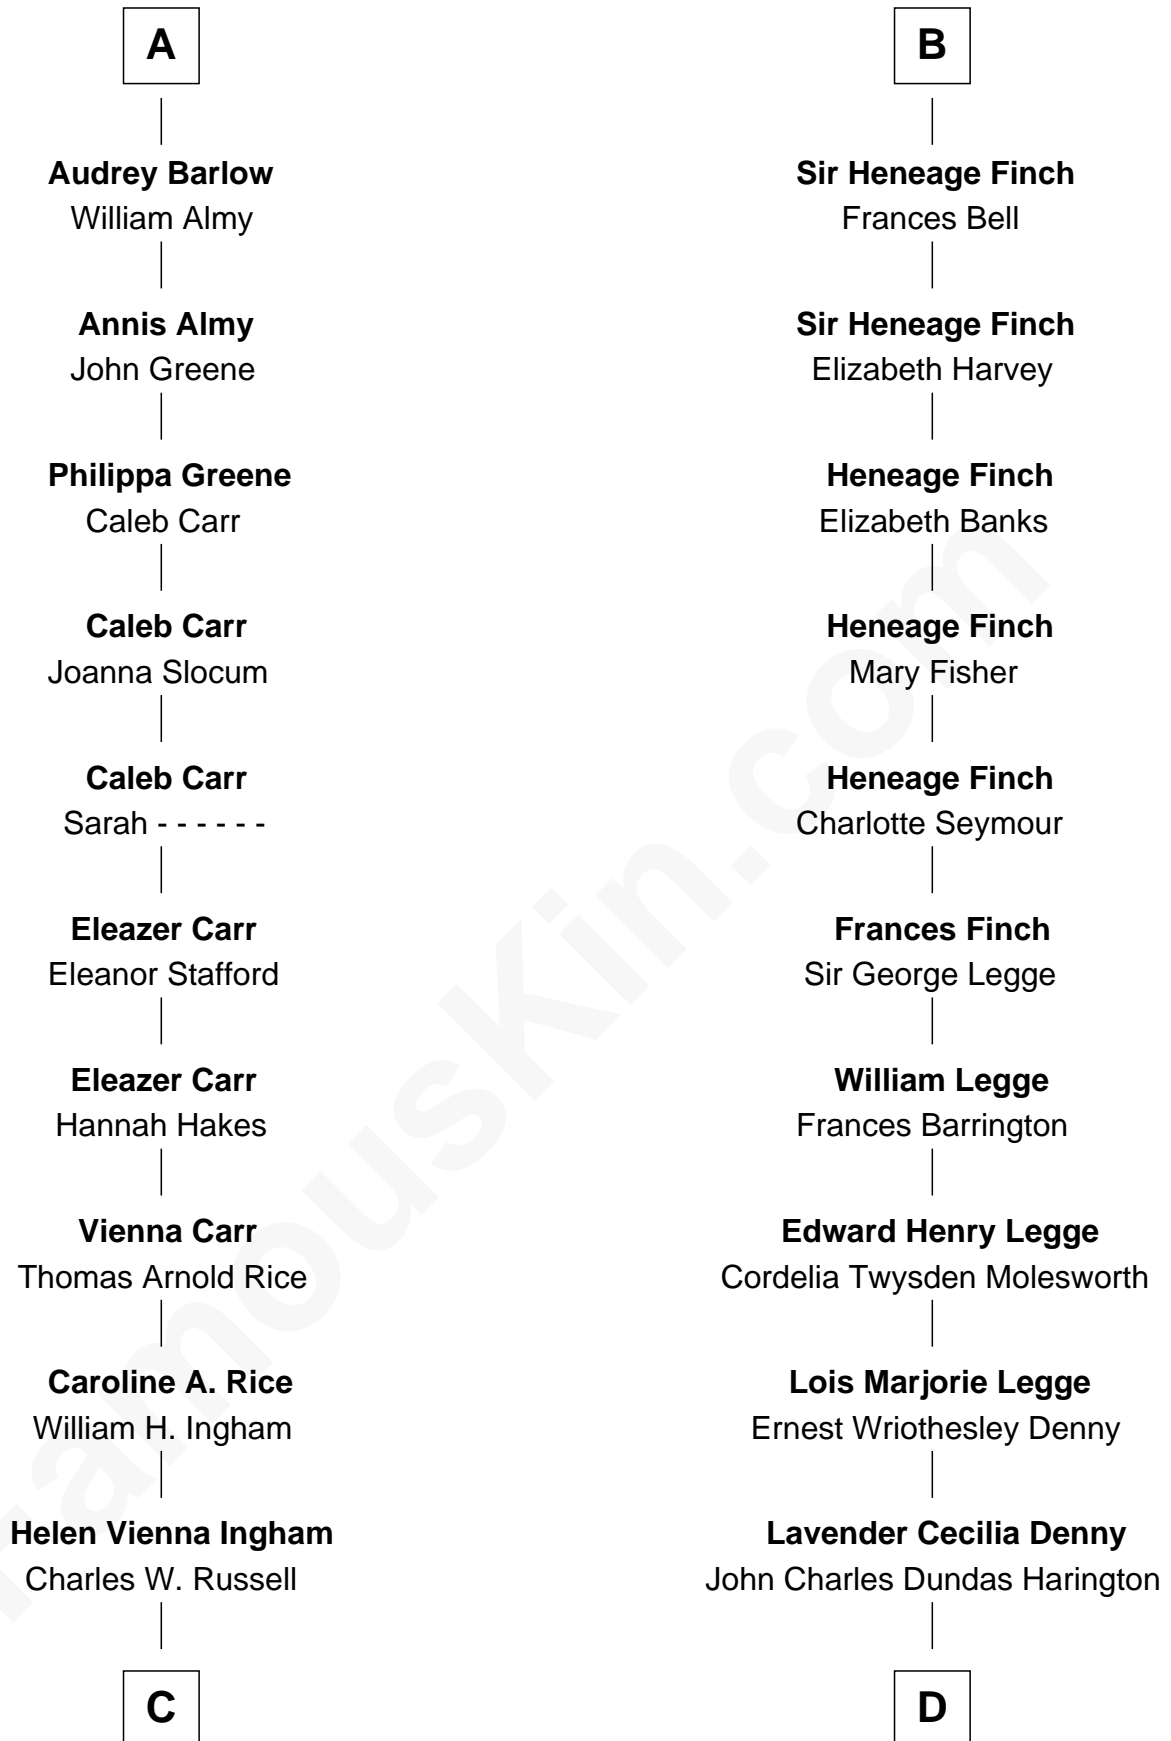 A
Audrey Barlow
William Almy
Annis Almy
John Greene
Philippa Greene
Caleb Carr
Caleb Carr
Joanna Slocum
Caleb Carr
Sarah - - - - - -
Eleazer Carr
Eleanor Stafford
Eleazer Carr
Hannah Hakes
Vienna Carr
Thomas Arnold Rice
Caroline A. Rice
William H. Ingham
Helen Vienna Ingham
Charles W. Russell
C
B
Sir Heneage Finch
Frances Bell
Sir Heneage Finch
Elizabeth Harvey
Heneage Finch
Elizabeth Banks
Heneage Finch
Mary Fisher
Heneage Finch
Charlotte Seymour
Frances Finch
Sir George Legge
William Legge
Frances Barrington
Edward Henry Legge
Cordelia Twysden Molesworth
Lois Marjorie Legge
Ernest Wriothesley Denny
Lavender Cecilia Denny
John Charles Dundas Harington
D
FamousKin.com